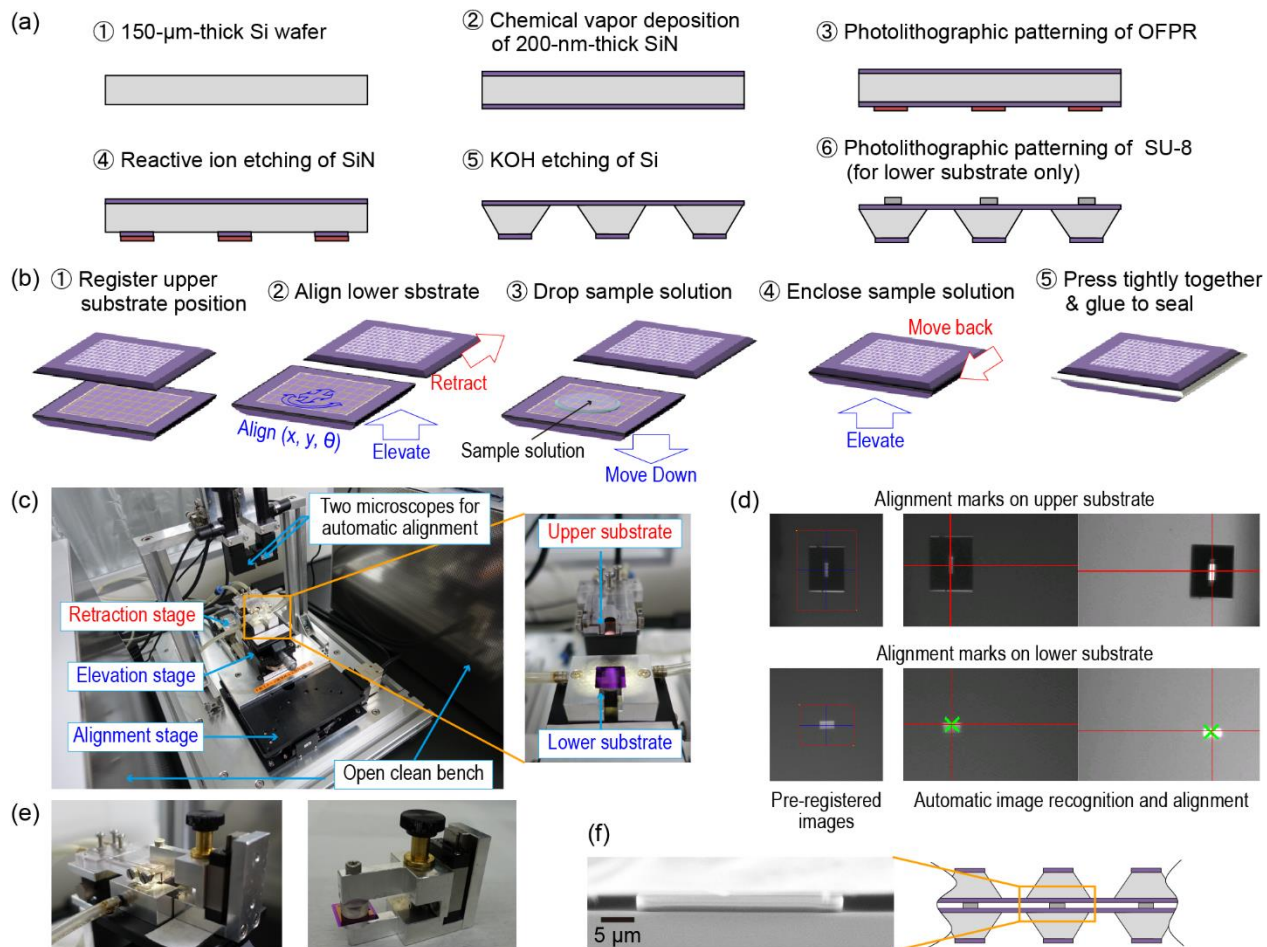 (a)
① 150-μm-thick Si wafer
② Chemical vapor deposition
of 200-nm-thick SiN
③ Photolithographic patterning of OFPR
④ Reactive ion etching of SiN
⑤ KOH etching of Si
⑥ Photolithographic patterning of SU-8
(for lower substrate only)
(b)
① Register upper
substrate position
② Align lower sbstrate
③ Drop sample solution
④ Enclose sample solution
⑤ Press tightly together
& glue to seal
Retract
Align (x, y, θ)
Elevate
Sample solution
Move Down
Move back
Elevate
(c)
Two microscopes for
automatic alignment
Retraction stage
Elevation stage
Alignment stage
Open clean bench
Upper substrate
Lower substrate
(d)
Alignment marks on upper substrate
Alignment marks on lower substrate
Pre-registered
images
Automatic image recognition and alignment
(e)
(f)
5 μm